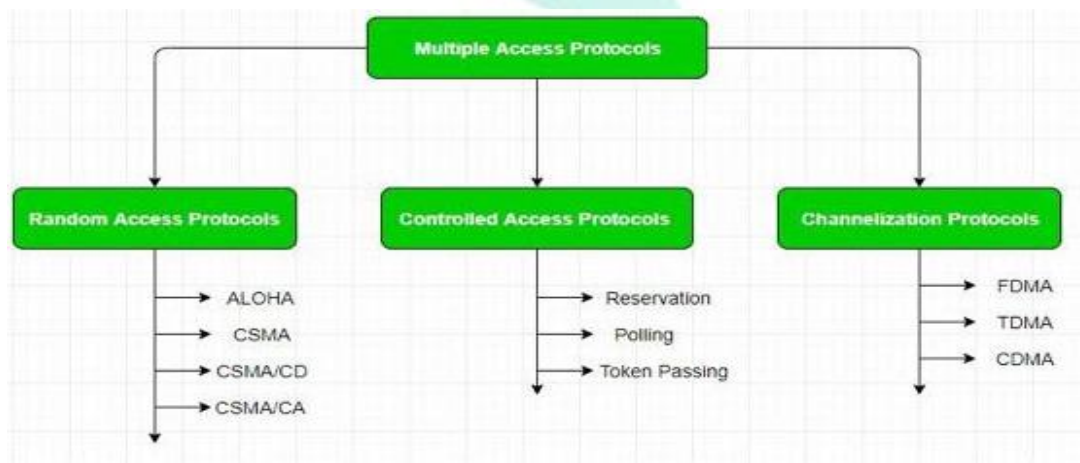 Multiple Access Protocols
Random Access Protocols
ALOHA
CSMA
CSMA/CD
CSMA/CA
Controlled Access Protocols
Reservation
Polling
Token Passing
Channelization Protocols
FDMA
TDMA
CDMA